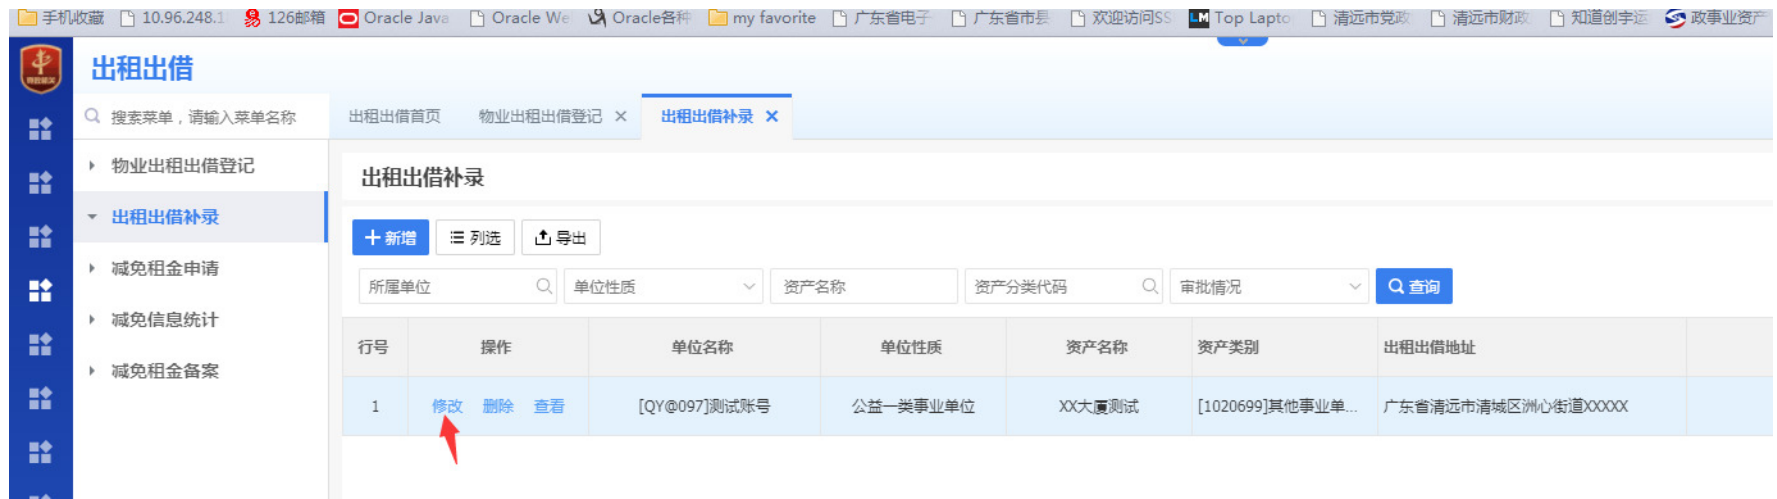 手机收藏 10.96.248.1 126邮箱 Oracle Java Oracle We Oracle各种 my favorite 广东省电子 广东省市县 欢迎访问SS LM Top Lapto 清远市党政 清远市财政 知道创宇运 政事业资产
出租出借
搜索菜单，请输入菜单名称
出租出借首页 物业出租出借登记 × 出租出借补录 ×
物业出租出借登记
出租出借补录
减免租金申请
减免信息统计
减免租金备案
出租出借补录
新增 列选 导出
所属单位 单位性质 资产名称 资产分类代码 审批情况 查询
行号 操作 单位名称 单位性质 资产名称 资产类别 出租出借地址
1 修改 删除 查看 [QY@097]测试账号 公益一类事业单位 XX大厦测试 [1020699]其他事业单... 广东省清远市清城区洲心街道XXXXX